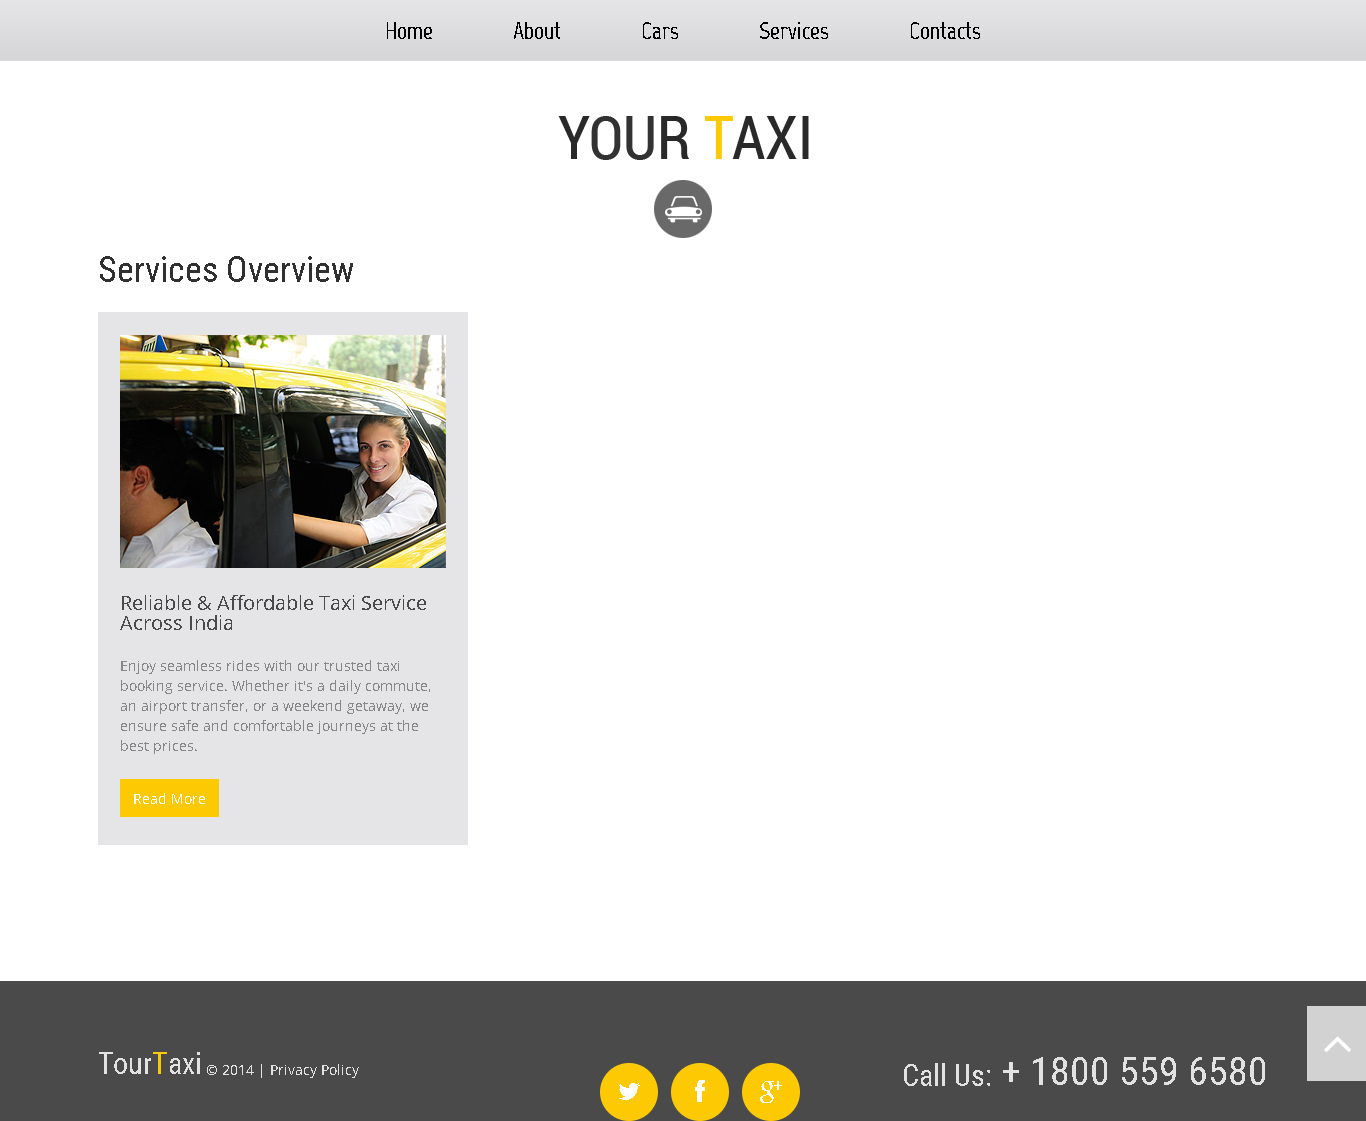 Home About Cars Services Contacts
YOUR TAXI
Services Overview
Reliable & Affordable Taxi Service
Across India
Enjoy seamless rides with our trusted taxi
booking service. Whether it's a daily commute,
an airport transfer, or a weekend getaway, we
ensure safe and comfortable journeys at the
best prices.
Read More
TourTaxi © 2014 | Privacy Policy
g+
Call Us: + 1800 559 6580